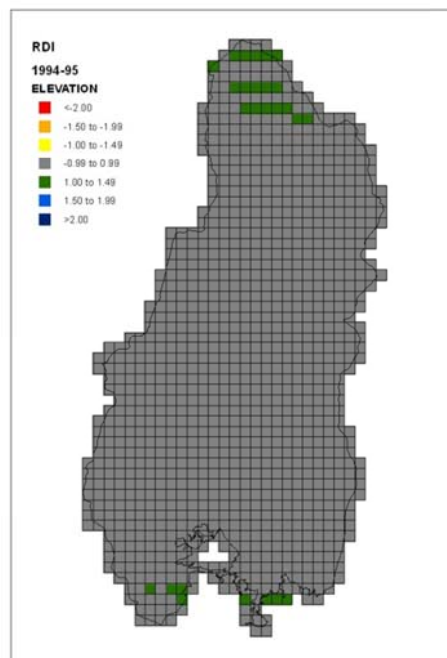 RDI
1994-95
ELEVATION
<-2.00
-1.50 to -1.99
-1.00 to -1.49
-0.99 to 0.99
1.00 to 1.49
1.50 to 1.99
>2.00